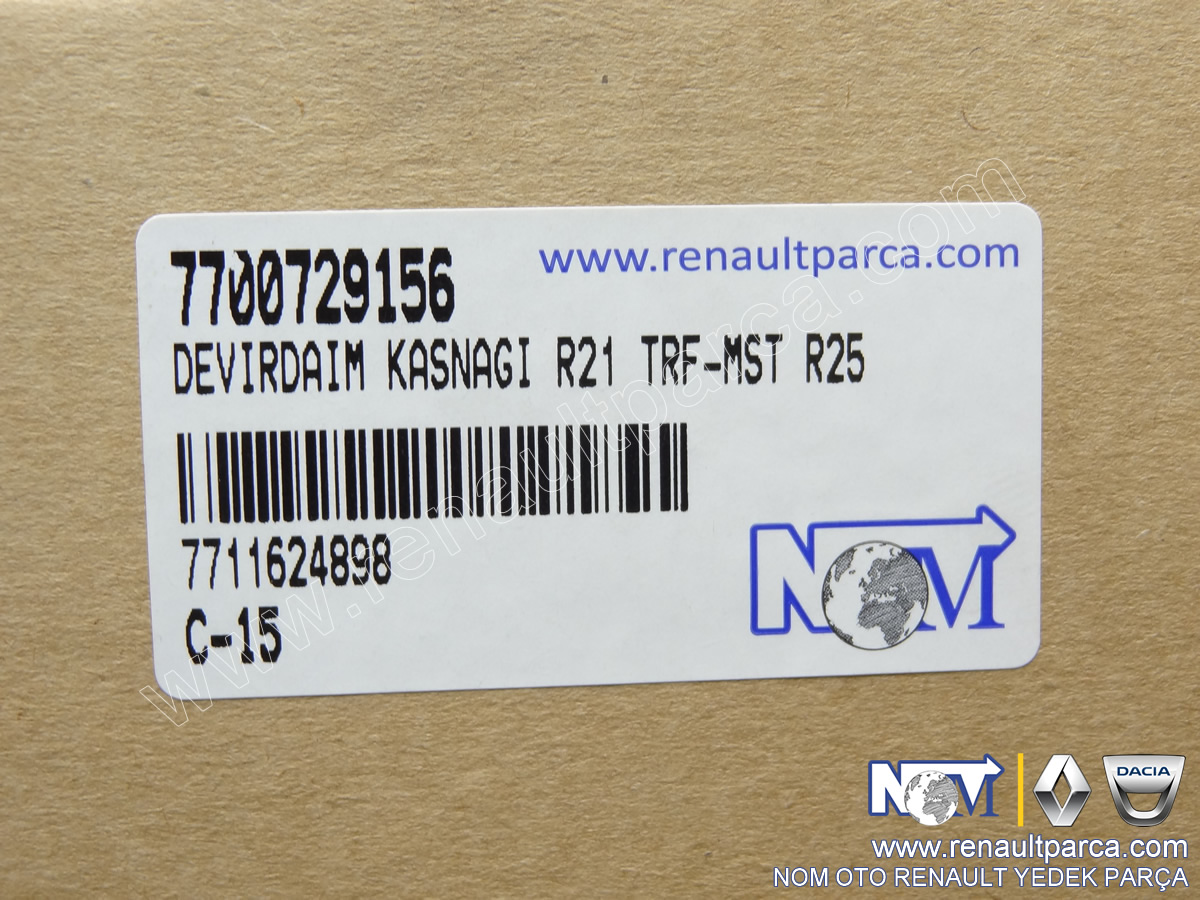 7700729156
www.renaultparca.com
DEVIRDAIM KASNAGI R21 TRF-MST R25
7711624898
C-15
NOM
www.renaultparca.com
NOM
DACIA
www.renaultparca.com
NOM OTO RENAULT YEDEK PARÇA